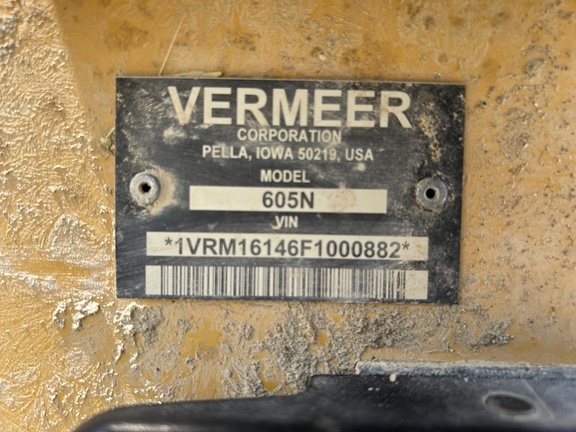 VERMEER
CORPORATION
PELLA, IOWA 50219, USA
MODEL
605N
VIN
*1VRM16146F1000882*